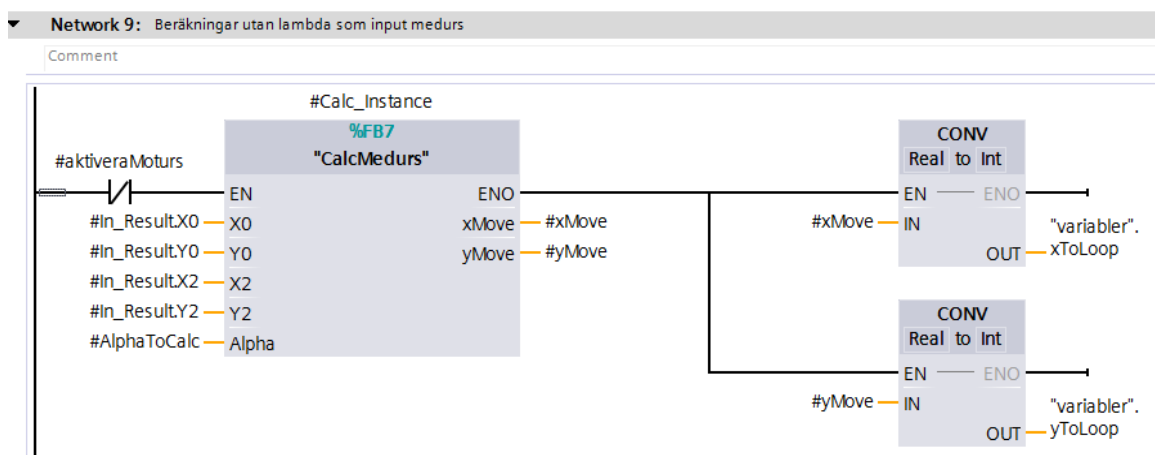 Network 9: Beräkningar utan lambda som input medurs
Comment
#Calc_Instance
%FB7
"CalcMedurs"
#aktiveraMoturs
EN ENO
#In_Result.X0 X0 xMove #xMove
#In_Result.Y0 Y0 yMove #yMove
#In_Result.X2 X2
#In_Result.Y2 Y2
#AlphaToCalc Alpha
CONV
Real to Int
EN ENO
#xMove IN
"variabler".
OUT xToLoop
CONV
Real to Int
EN ENO
#yMove IN
"variabler".
OUT yToLoop